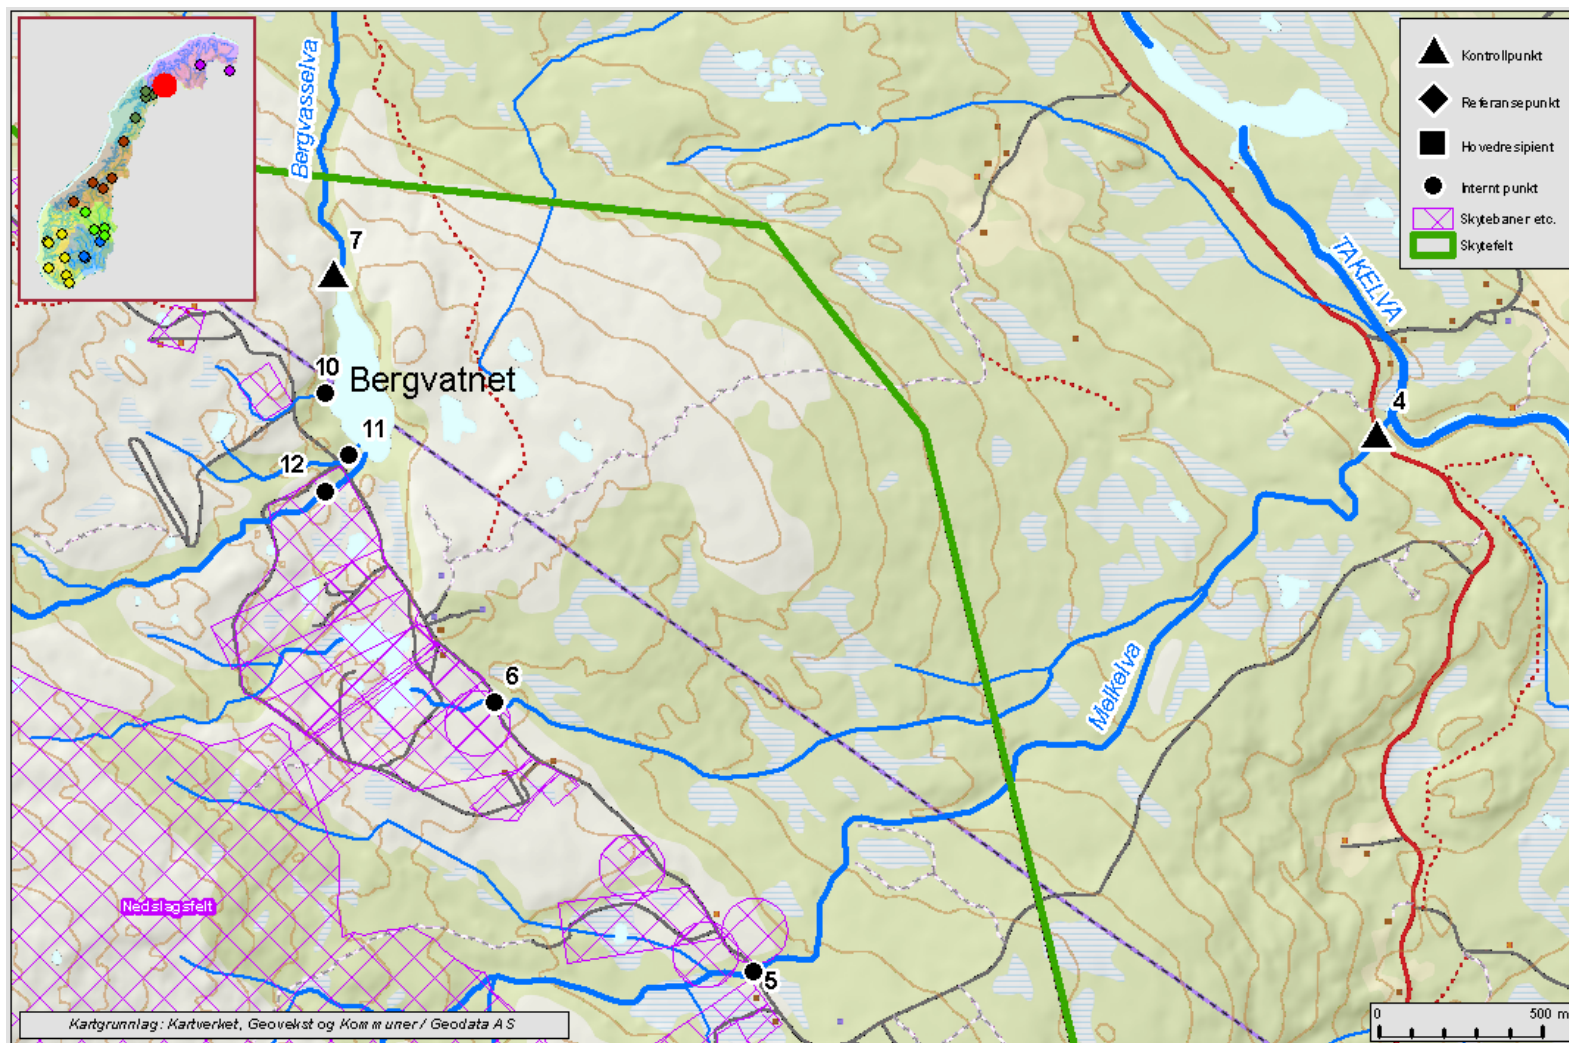 Bergvasselva
Kontrollpunkt
Referansepunkt
Hovedresipient
Internt punkt
Skytebaner etc.
Skytefelt
TAKELVA
7
10
Bergvatnet
11
12
4
6
Melkelva
Nedslagsfelt
5
Kartgrunnlag: Kartverket, Geovekst og Kommuner / Geodata AS
0 500 m